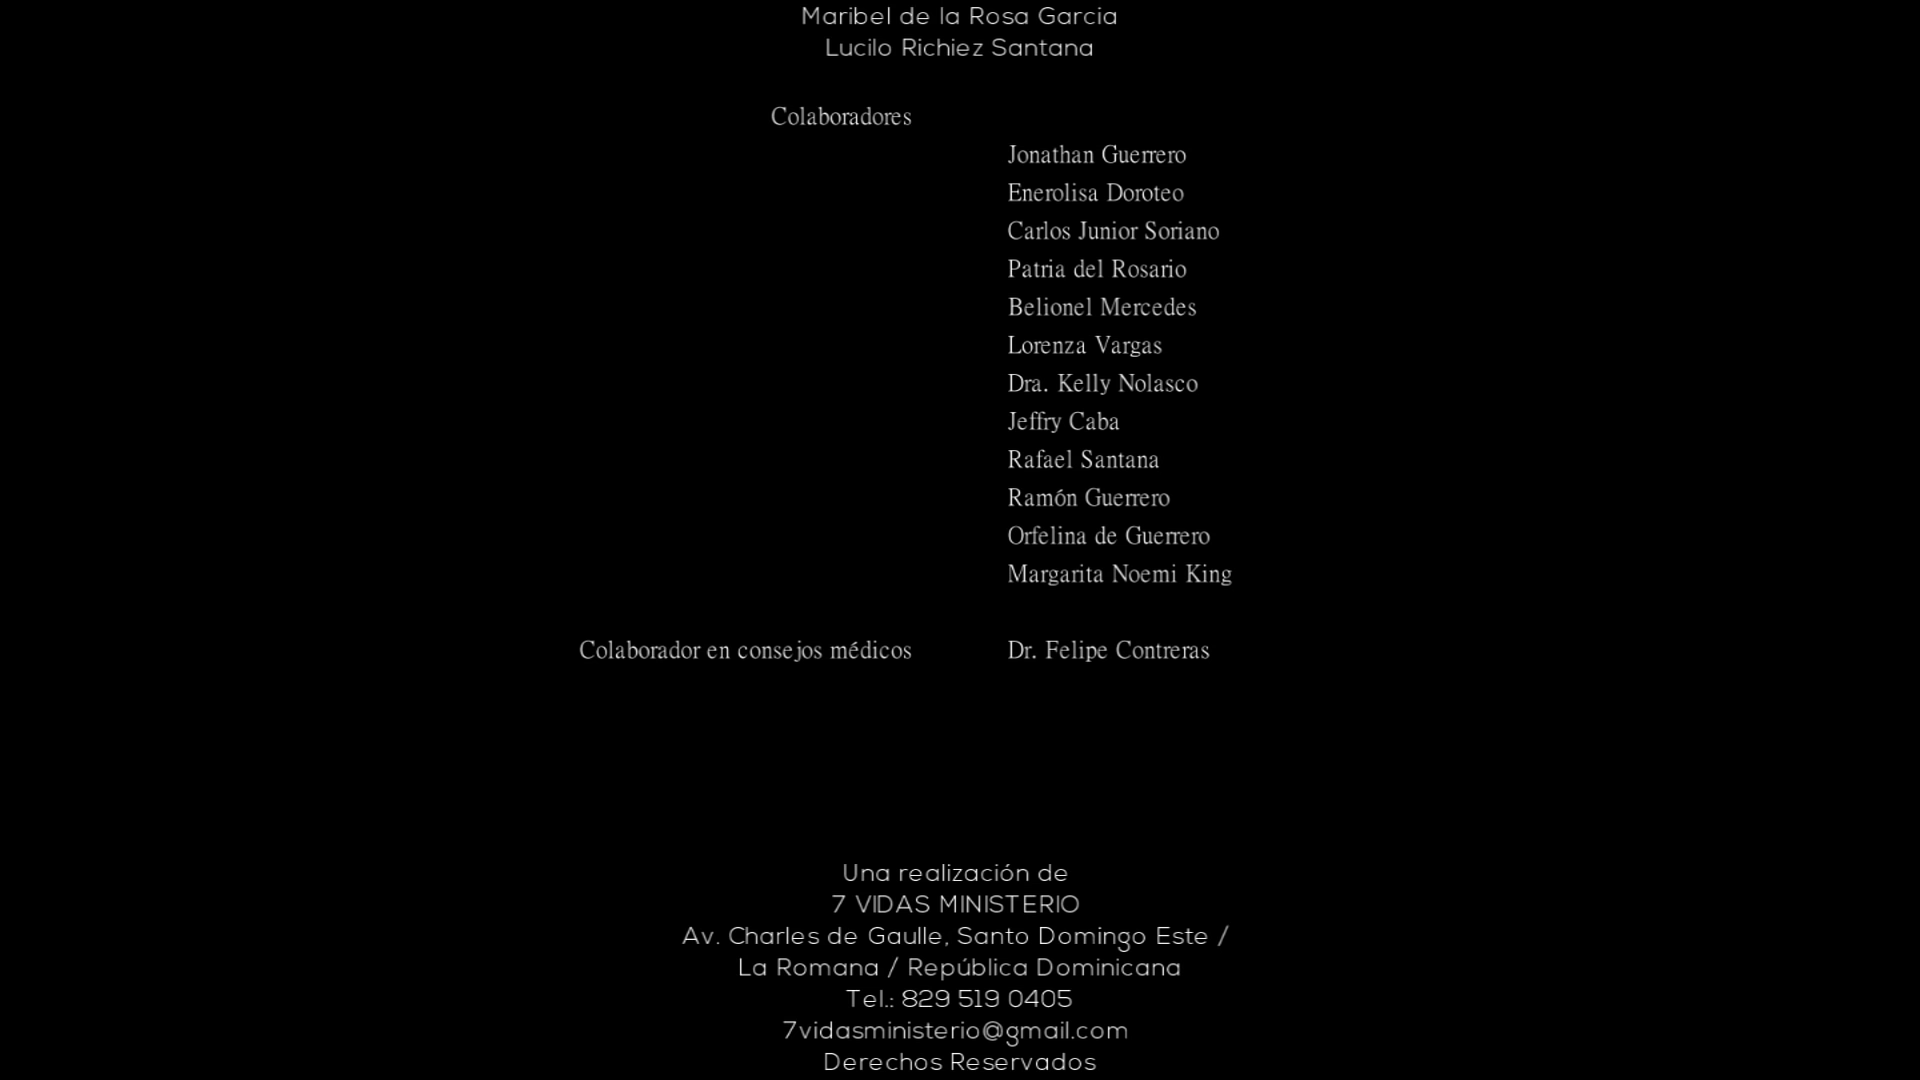 Maribel de la Rosa Garcia
Lucilo Richiez Santana
Colaboradores
Jonathan Guerrero
Enerolisa Doroteo
Carlos Junior Soriano
Patria del Rosario
Belionel Mercedes
Lorenza Vargas
Dra. Kelly Nolasco
Jeffry Caba
Rafael Santana
Ramón Guerrero
Orfelina de Guerrero
Margarita Noemi King
Colaborador en consejos médicos Dr. Felipe Contreras
Una realización de
7 VIDAS MINISTERIO
Av. Charles de Gaulle, Santo Domingo Este /
La Romana / República Dominicana
Tel.: 829 519 0405
7vidasministerio@gmail.com
Derechos Reservados